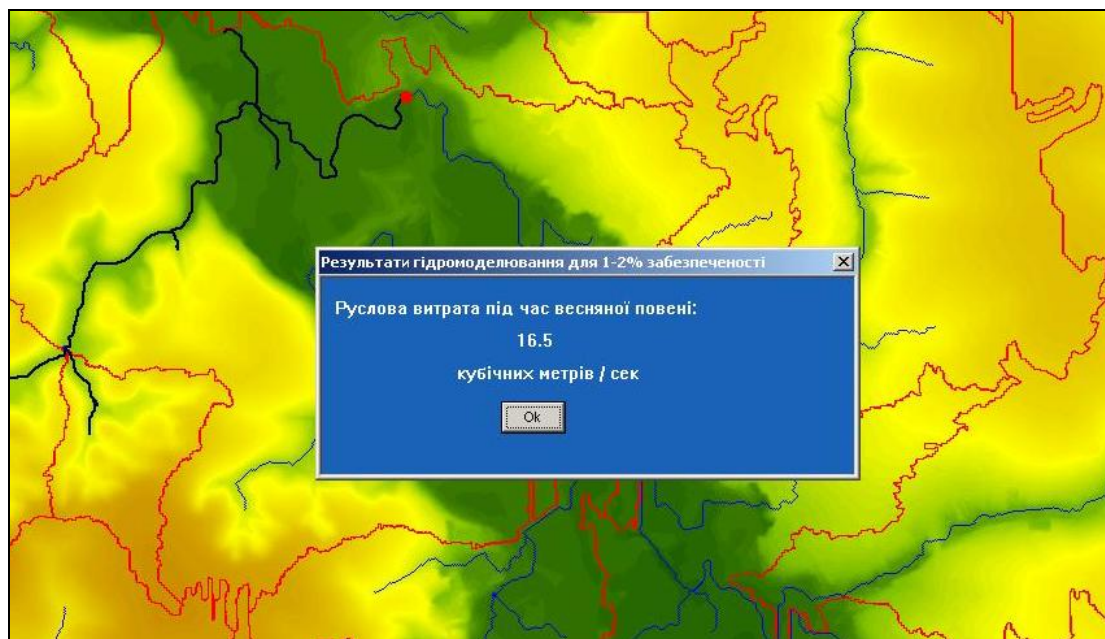 Результати гідромоделювання для 1-2% забезпеченості
Руслова витрата під час весняної повені:
16.5
кубічних метрів / сек
Ok